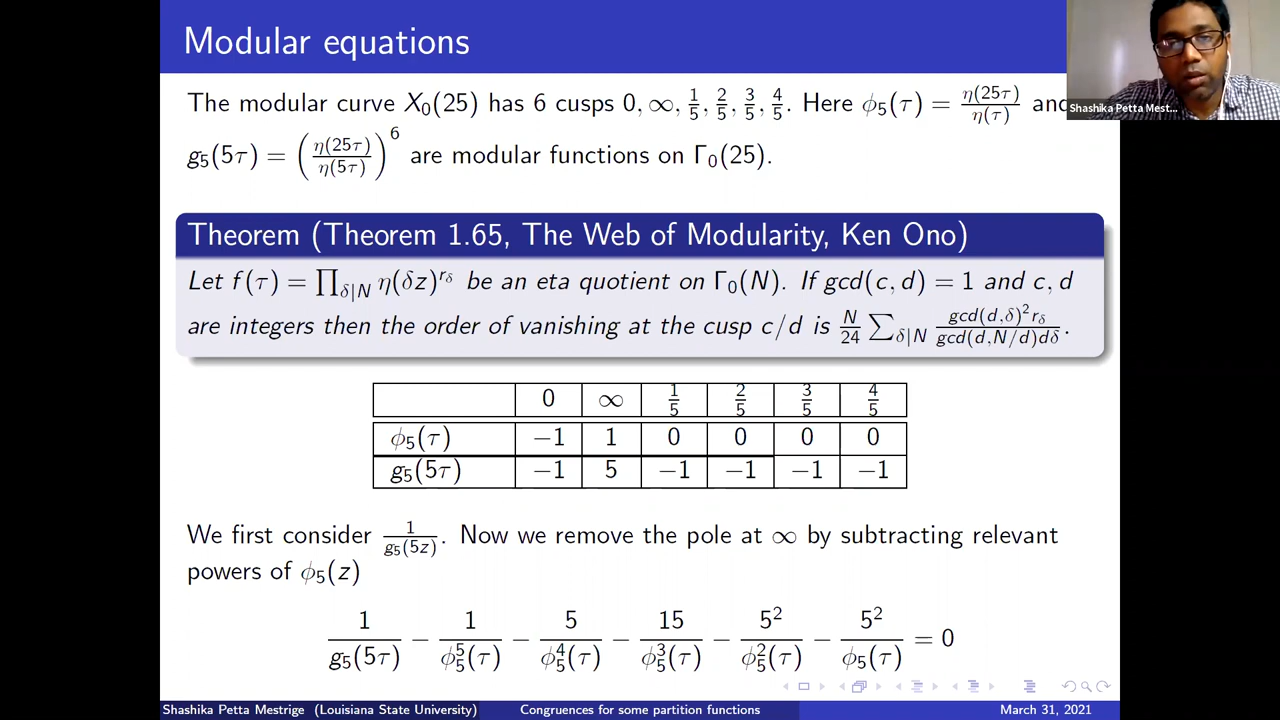 Modular equations
The modular curve X₀(25) has 6 cusps 0, ∞, 1/5, 2/5, 3/5, 4/5. Here ϕ₅(τ) = η(25τ)/η(τ) and
g₅(5τ) = (η(25τ)/η(5τ))⁶ are modular functions on Γ₀(25).
Shashika Petta Mest...
Theorem (Theorem 1.65, The Web of Modularity, Ken Ono)
Let f(τ) = ∏_{δ|N} η(δz)^{r_δ} be an eta quotient on Γ₀(N). If gcd(c, d) = 1 and c, d
are integers then the order of vanishing at the cusp c/d is N/24 ∑_{δ|N} gcd(d,δ)² r_δ / gcd(d,N/d)dδ.
0 ∞ 1/5 2/5 3/5 4/5
ϕ₅(τ) −1 1 0 0 0 0
g₅(5τ) −1 5 −1 −1 −1 −1
We first consider 1/g₅(5z). Now we remove the pole at ∞ by subtracting relevant
powers of ϕ₅(z)
1/g₅(5τ) − 1/ϕ₅⁵(τ) − 5/ϕ₅⁴(τ) − 15/ϕ₅³(τ) − 5²/ϕ₅²(τ) − 5²/ϕ₅(τ) = 0
Shashika Petta Mestrige (Louisiana State University) Congruences for some partition functions March 31, 2021